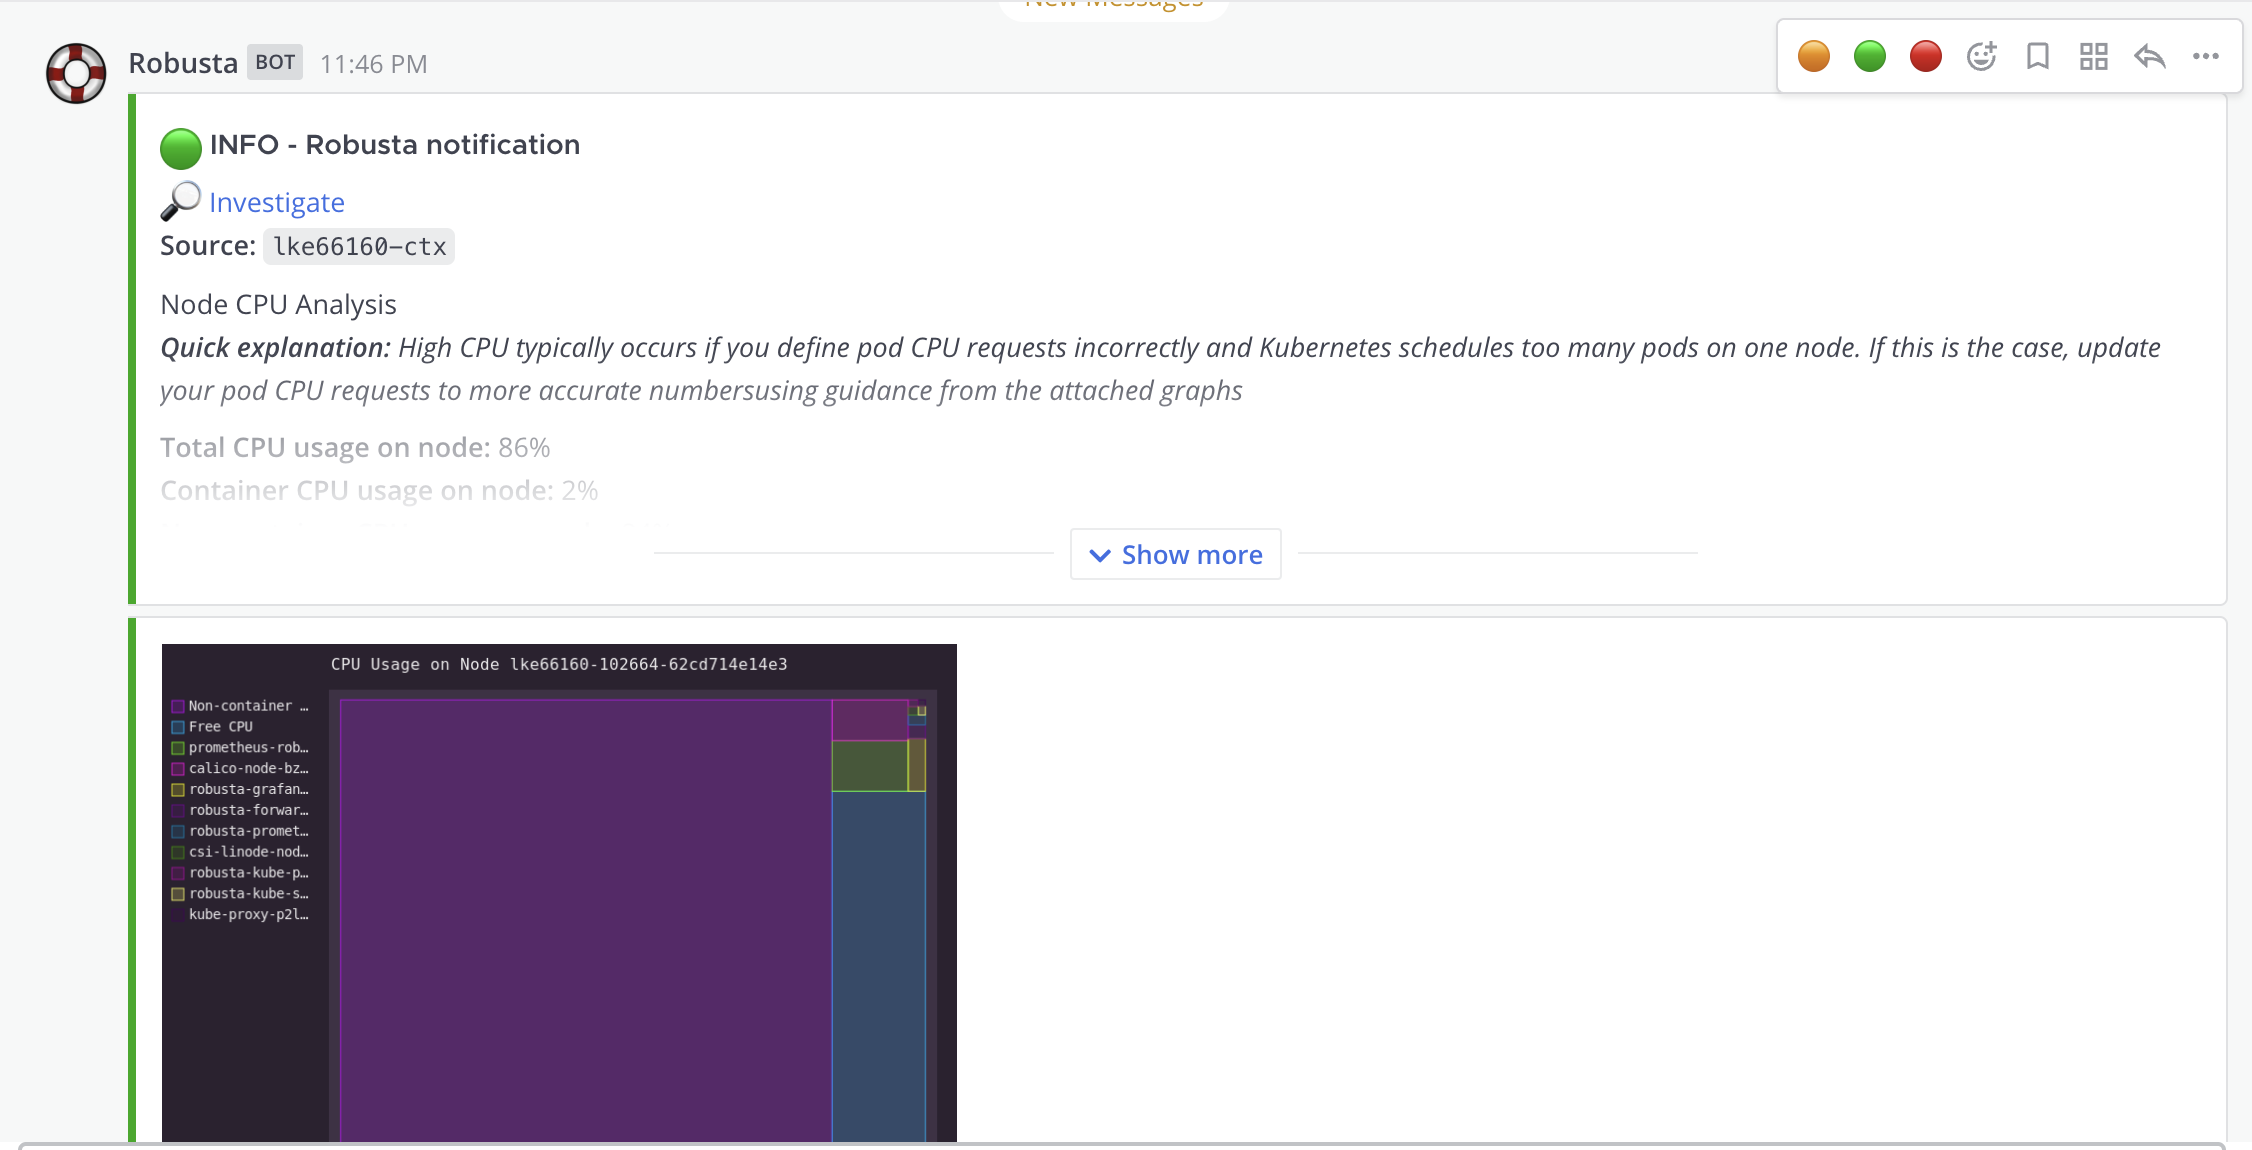 New Messages
Robusta BOT 11:46 PM
INFO - Robusta notification
Investigate
Source: lke66160-ctx
Node CPU Analysis
Quick explanation: High CPU typically occurs if you define pod CPU requests incorrectly and Kubernetes schedules too many pods on one node. If this is the case, update
your pod CPU requests to more accurate numbersusing guidance from the attached graphs
Total CPU usage on node: 86%
Container CPU usage on node: 2%
Show more
CPU Usage on Node lke66160-102664-62cd714e14e3
Non-container …
Free CPU
prometheus-rob…
calico-node-bz…
robusta-grafan…
robusta-forwar…
robusta-promet…
csi-linode-nod…
robusta-kube-p…
robusta-kube-s…
kube-proxy-p2l…